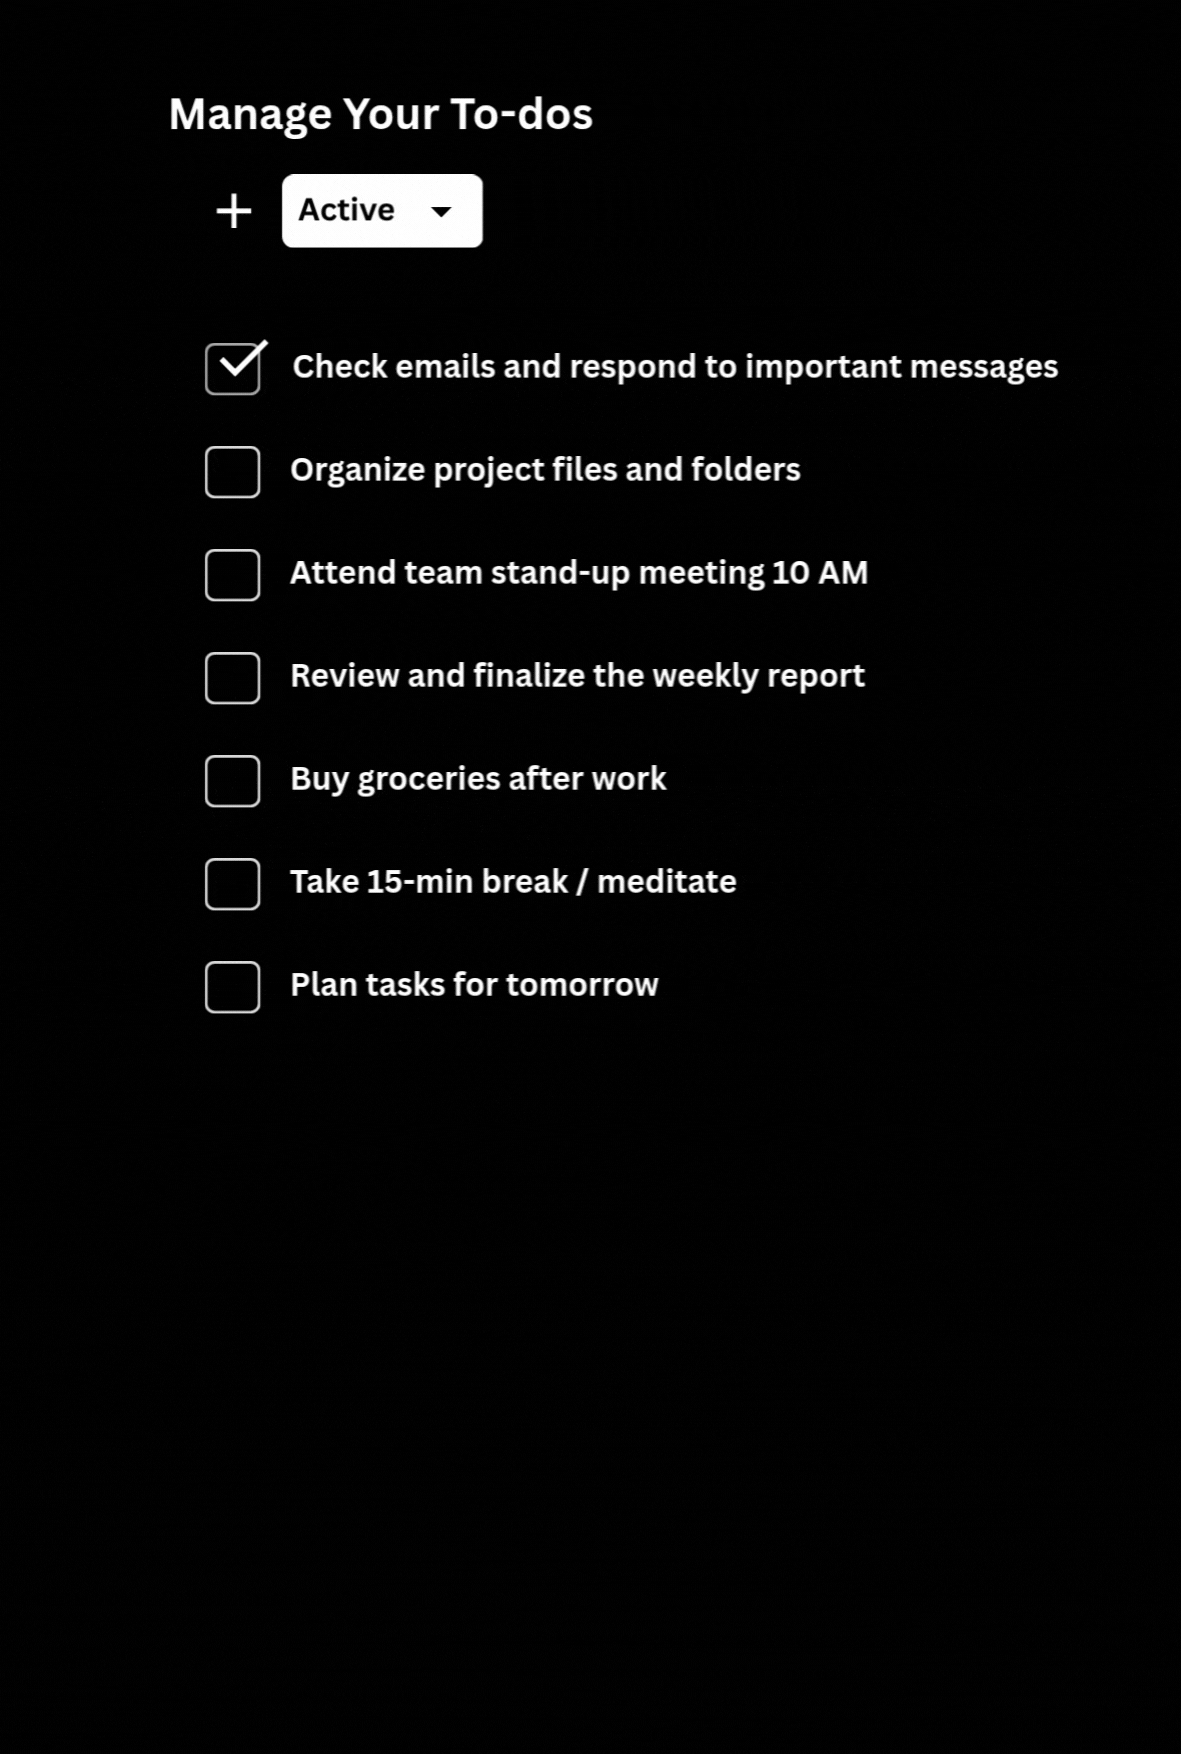 Manage Your To-dos
+ Active
Check emails and respond to important messages
Organize project files and folders
Attend team stand-up meeting 10 AM
Review and finalize the weekly report
Buy groceries after work
Take 15-min break / meditate
Plan tasks for tomorrow